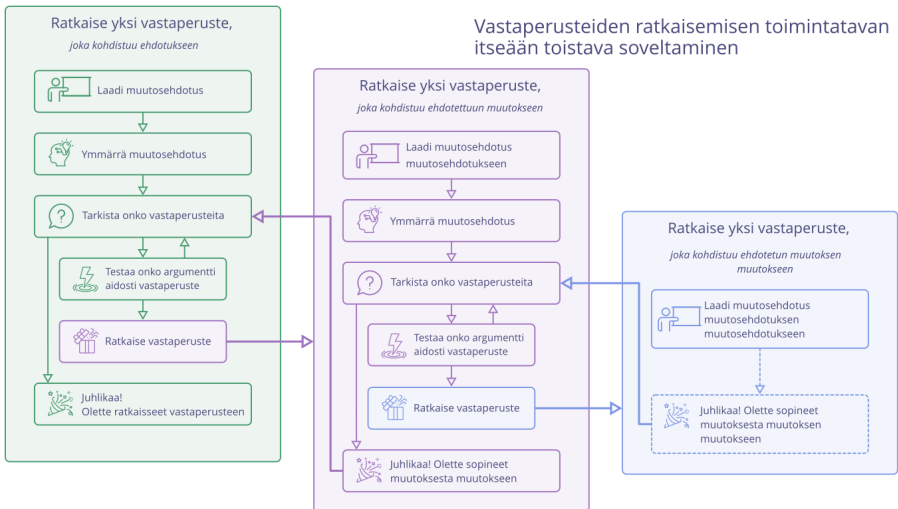 Vastaperusteiden ratkaisemisen toimintatavan
itseään toistava soveltaminen
Ratkaise yksi vastaperuste,
joka kohdistuu ehdotukseen
Laadi muutosehdotus
Ymmärrä muutosehdotus
Tarkista onko vastaperusteita
Testaa onko argumentti
aidosti vastaperuste
Ratkaise vastaperuste
Juhlikaa!
Olette ratkaisseet vastaperusteen
Ratkaise yksi vastaperuste,
joka kohdistuu ehdotettuun muutokseen
Laadi muutosehdotus
muutosehdotukseen
Ymmärrä muutosehdotus
Tarkista onko vastaperusteita
Testaa onko argumentti
aidosti vastaperuste
Ratkaise vastaperuste
Juhlikaa! Olette sopineet
muutoksesta muutokseen
Ratkaise yksi vastaperuste,
joka kohdistuu ehdotetun muutoksen
muutokseen
Laadi muutosehdotus
muutosehdotuksen
muutosehdotukseen
Juhlikaa! Olette sopineet
muutoksesta muutoksen
muutokseen